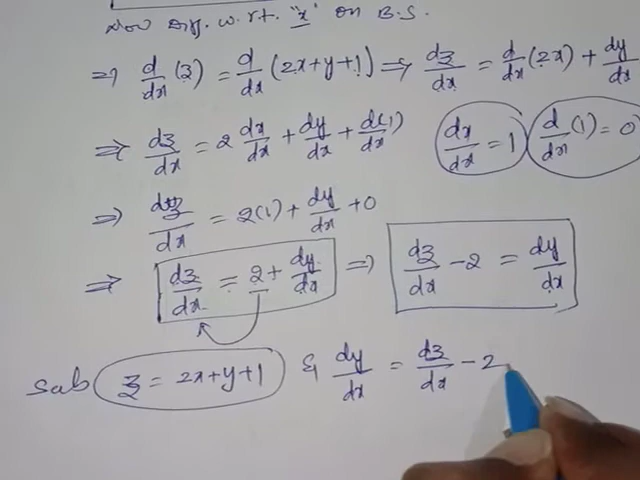 Now Diff. w.r.t. "x" on B.S.
⇒ d/dx (z) = d/dx (2x+y+1) ⇒ dz/dx = d/dx (2x) + dy/dx
⇒ dz/dx = 2 dx/dx + dy/dx + d(1)/dx   dx/dx = 1   d/dx (1) = 0
⇒ dz/dx = 2(1) + dy/dx + 0
⇒ dz/dx = 2 + dy/dx ⇒ dz/dx - 2 = dy/dx
Sub z = 2x+y+1 & dy/dx = dz/dx - 2